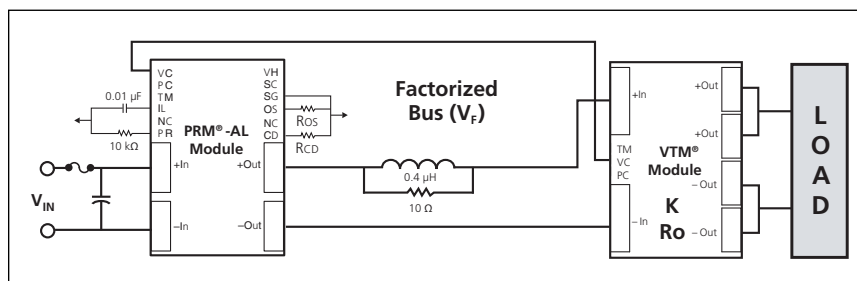 VC
PC
TM
IL
NC
PR
VH
SC
SG
OS
NC
CD
0.01 µF
10 kΩ
PRM®-AL
Module
+In
–In
+Out
–Out
ROS
RCD
VIN
Factorized
Bus (VF)
0.4 µH
10 Ω
+In
–In
TM
VC
PC
VTM®
Module
K
Ro
+Out
+Out
– Out
– Out
L
O
A
D